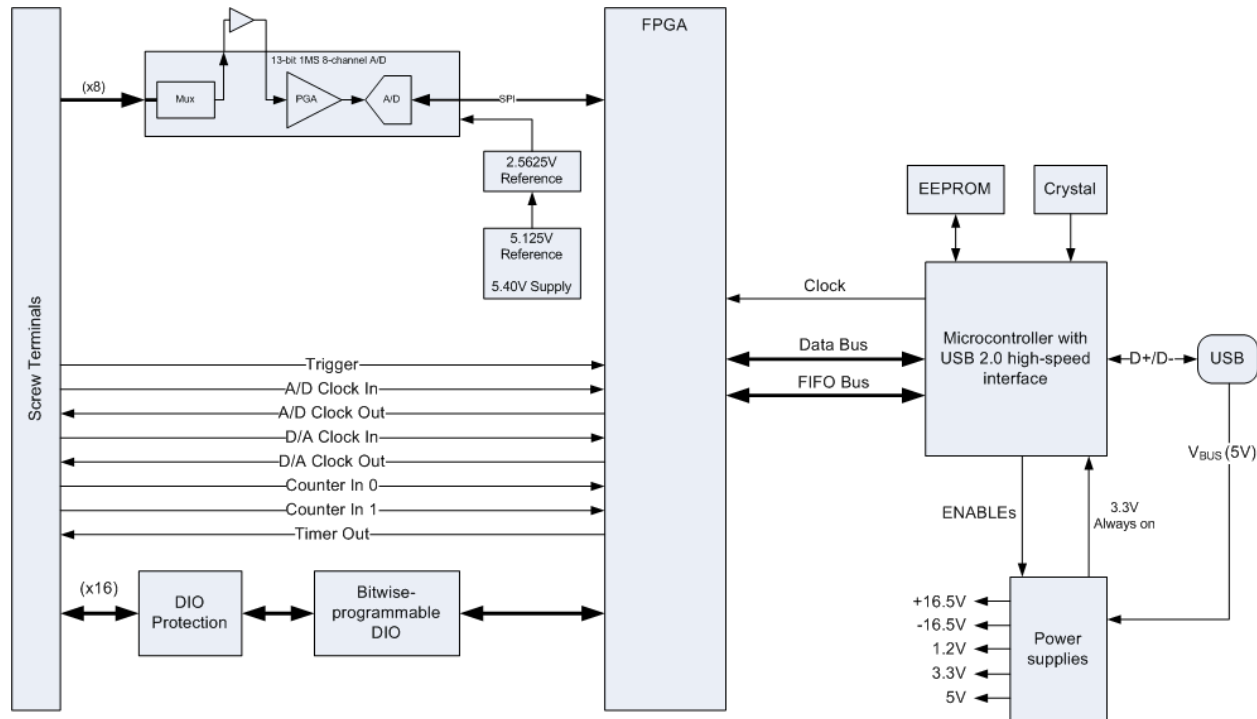 Screw Terminals
(x8)
13-bit 1MS 8-channel A/D
Mux
PGA
A/D
SPI
2.5625V
Reference
5.125V
Reference
5.40V Supply
FPGA
Trigger
A/D Clock In
A/D Clock Out
D/A Clock In
D/A Clock Out
Counter In 0
Counter In 1
Timer Out
(x16)
DIO
Protection
Bitwise-
programmable
DIO
EEPROM
Crystal
Clock
Data Bus
FIFO Bus
Microcontroller with
USB 2.0 high-speed
interface
D+/D-
USB
VBUS (5V)
ENABLEs
3.3V
Always on
+16.5V
-16.5V
1.2V
3.3V
5V
Power
supplies